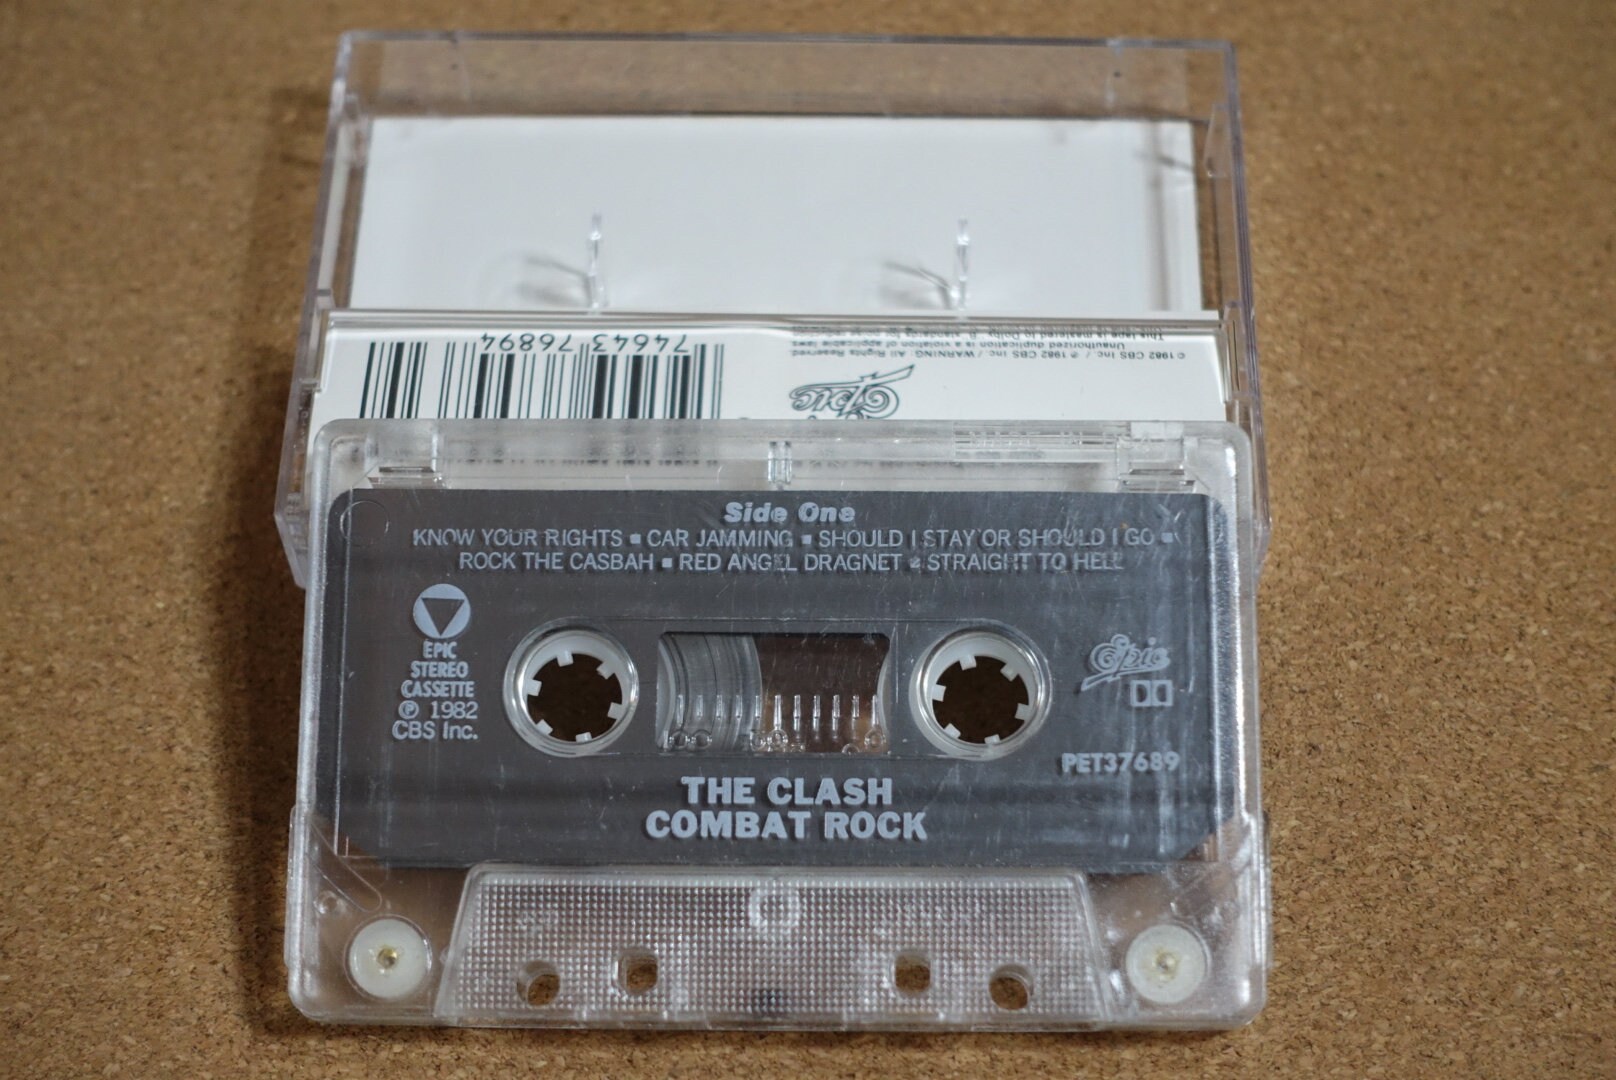 74643 76894
© 1982 CBS Inc. / ℗ 1982 CBS Inc. / WARNING: All Rights Reserved.
Unauthorized duplication is a violation of applicable laws.
This tape is mastered to Dolby B standards for
Epic
Side One
KNOW YOUR RIGHTS ■ CAR JAMMING ■ SHOULD I STAY OR SHOULD I GO ■
ROCK THE CASBAH ■ RED ANGEL DRAGNET ■ STRAIGHT TO HELL
EPIC
STEREO
CASSETTE
℗ 1982
CBS Inc.
Epic
PET37689
THE CLASH
COMBAT ROCK